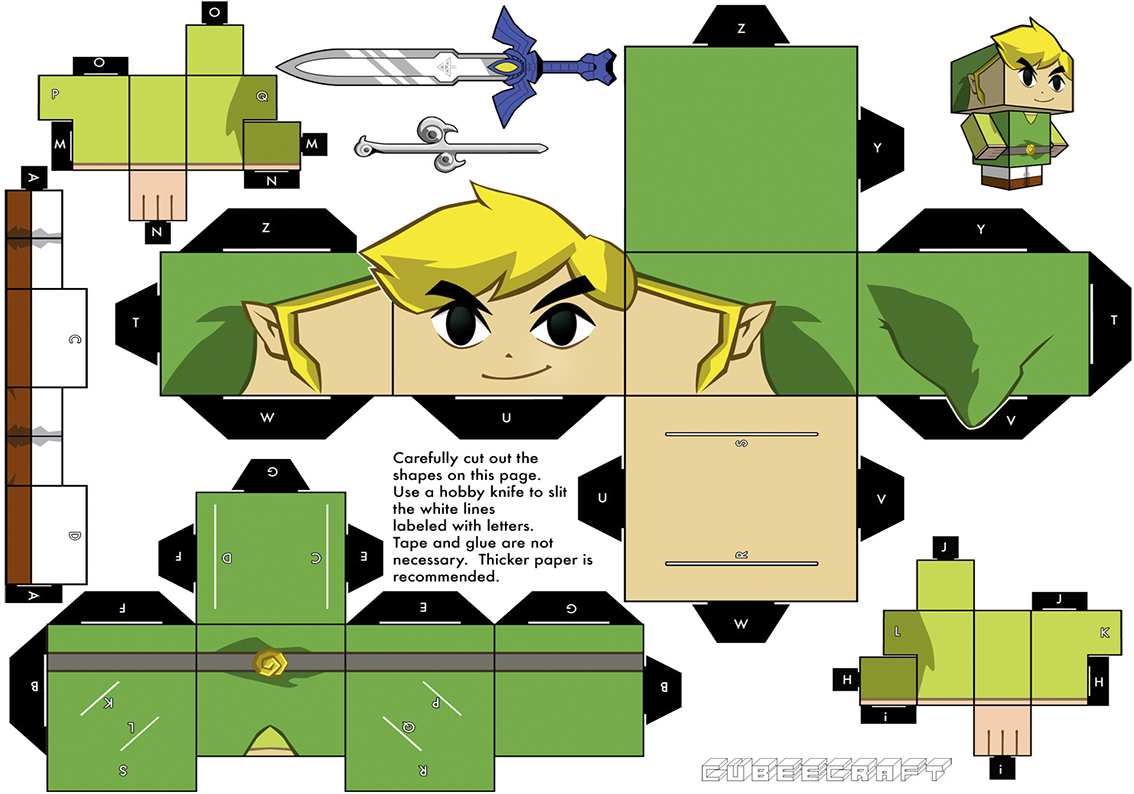 O
O
P
Q
M
M
N
N
A
C
D
A
Z
Y
Z
Y
T
T
W
U
V
Carefully cut out the
shapes on this page.
Use a hobby knife to slit
the white lines
labeled with letters.
Tape and glue are not
necessary. Thicker paper is
recommended.
S
U
V
R
W
G
F
D
C
E
F
E
G
B
B
K
L
P
Q
S
R
J
J
L
K
H
H
i
i
CUBEECRAFT